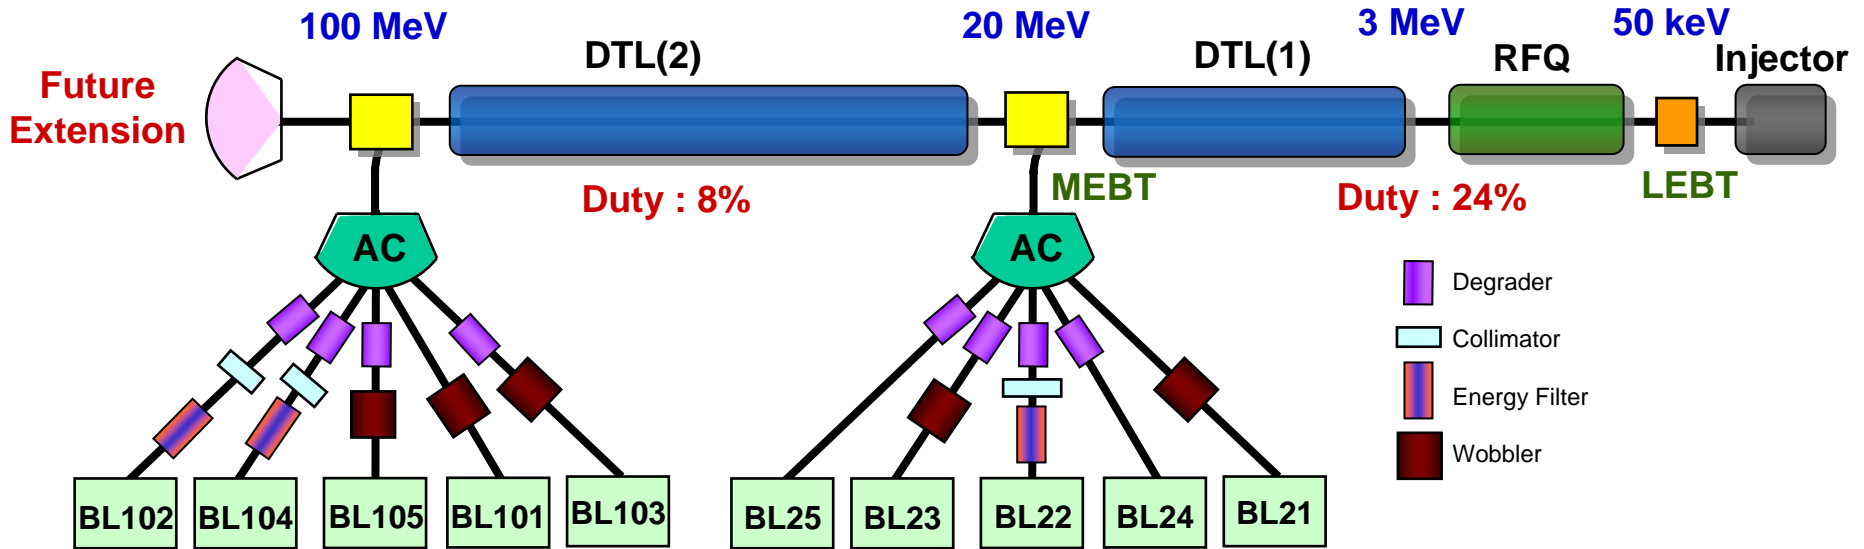 100 MeV
20 MeV
3 MeV
50 keV
DTL(2)
DTL(1)
RFQ
Injector
Future
Extension
Duty : 8%
MEBT
Duty : 24%
LEBT
AC
AC
Degrader
Collimator
Energy Filter
Wobbler
BL102
BL104
BL105
BL101
BL103
BL25
BL23
BL22
BL24
BL21